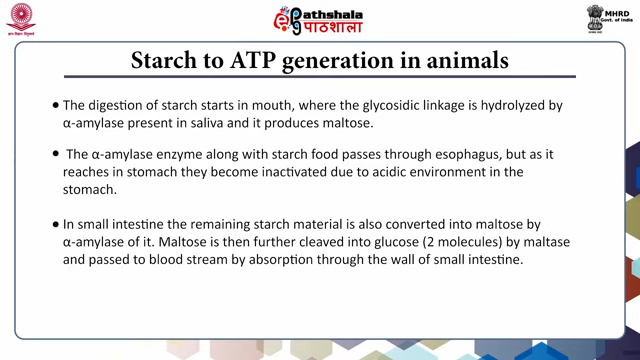 ePathshala
पाठशाला
MHRD
Govt. of India
Starch to ATP generation in animals
● The digestion of starch starts in mouth, where the glycosidic linkage is hydrolyzed by
α-amylase present in saliva and it produces maltose.
● The α-amylase enzyme along with starch food passes through esophagus, but as it
reaches in stomach they become inactivated due to acidic environment in the
stomach.
● In small intestine the remaining starch material is also converted into maltose by
α-amylase of it. Maltose is then further cleaved into glucose (2 molecules) by maltase
and passed to blood stream by absorption through the wall of small intestine.